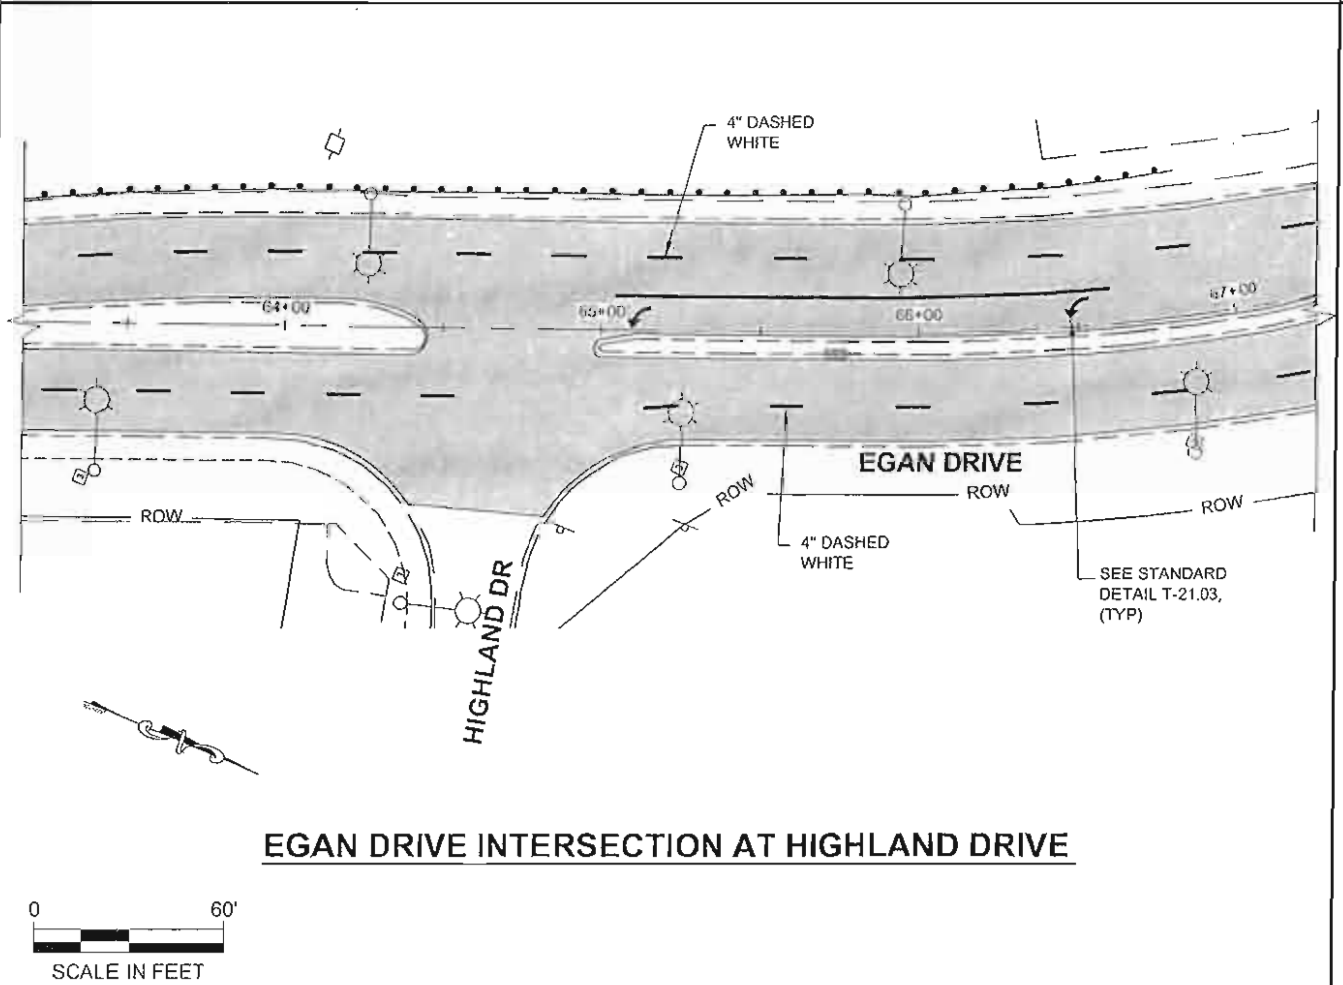 4" DASHED
WHITE
64+00
65+00
66+00
67+00
EGAN DRIVE
ROW
ROW
ROW
ROW
4" DASHED
WHITE
SEE STANDARD
DETAIL T-21.03,
(TYP)
HIGHLAND DR
EGAN DRIVE INTERSECTION AT HIGHLAND DRIVE
0 60'
SCALE IN FEET